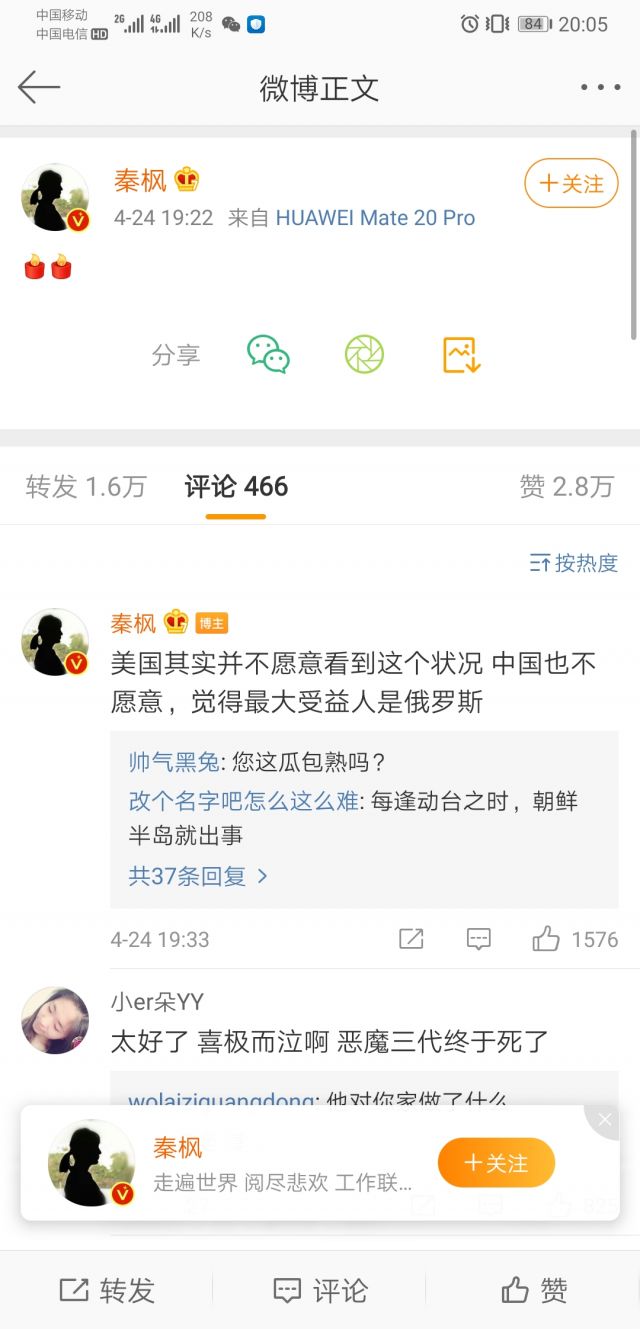 中国移动
中国电信 HD
2G
4G
208
K/s
84
20:05
微博正文
秦枫
+关注
4-24 19:22 来自 HUAWEI Mate 20 Pro
分享
转发 1.6万
评论 466
赞 2.8万
按热度
秦枫 博主
美国其实并不愿意看到这个状况 中国也不
愿意，觉得最大受益人是俄罗斯
帅气黑兔: 您这瓜包熟吗？
改个名字吧怎么这么难: 每逢动台之时，朝鲜
半岛就出事
共37条回复 >
4-24 19:33
1576
小er朵YY
太好了 喜极而泣啊 恶魔三代终于死了
wolaiziguangdong: 他对你家做了什么
秦枫
走遍世界 阅尽悲欢 工作联...
+关注
825
转发
评论
赞